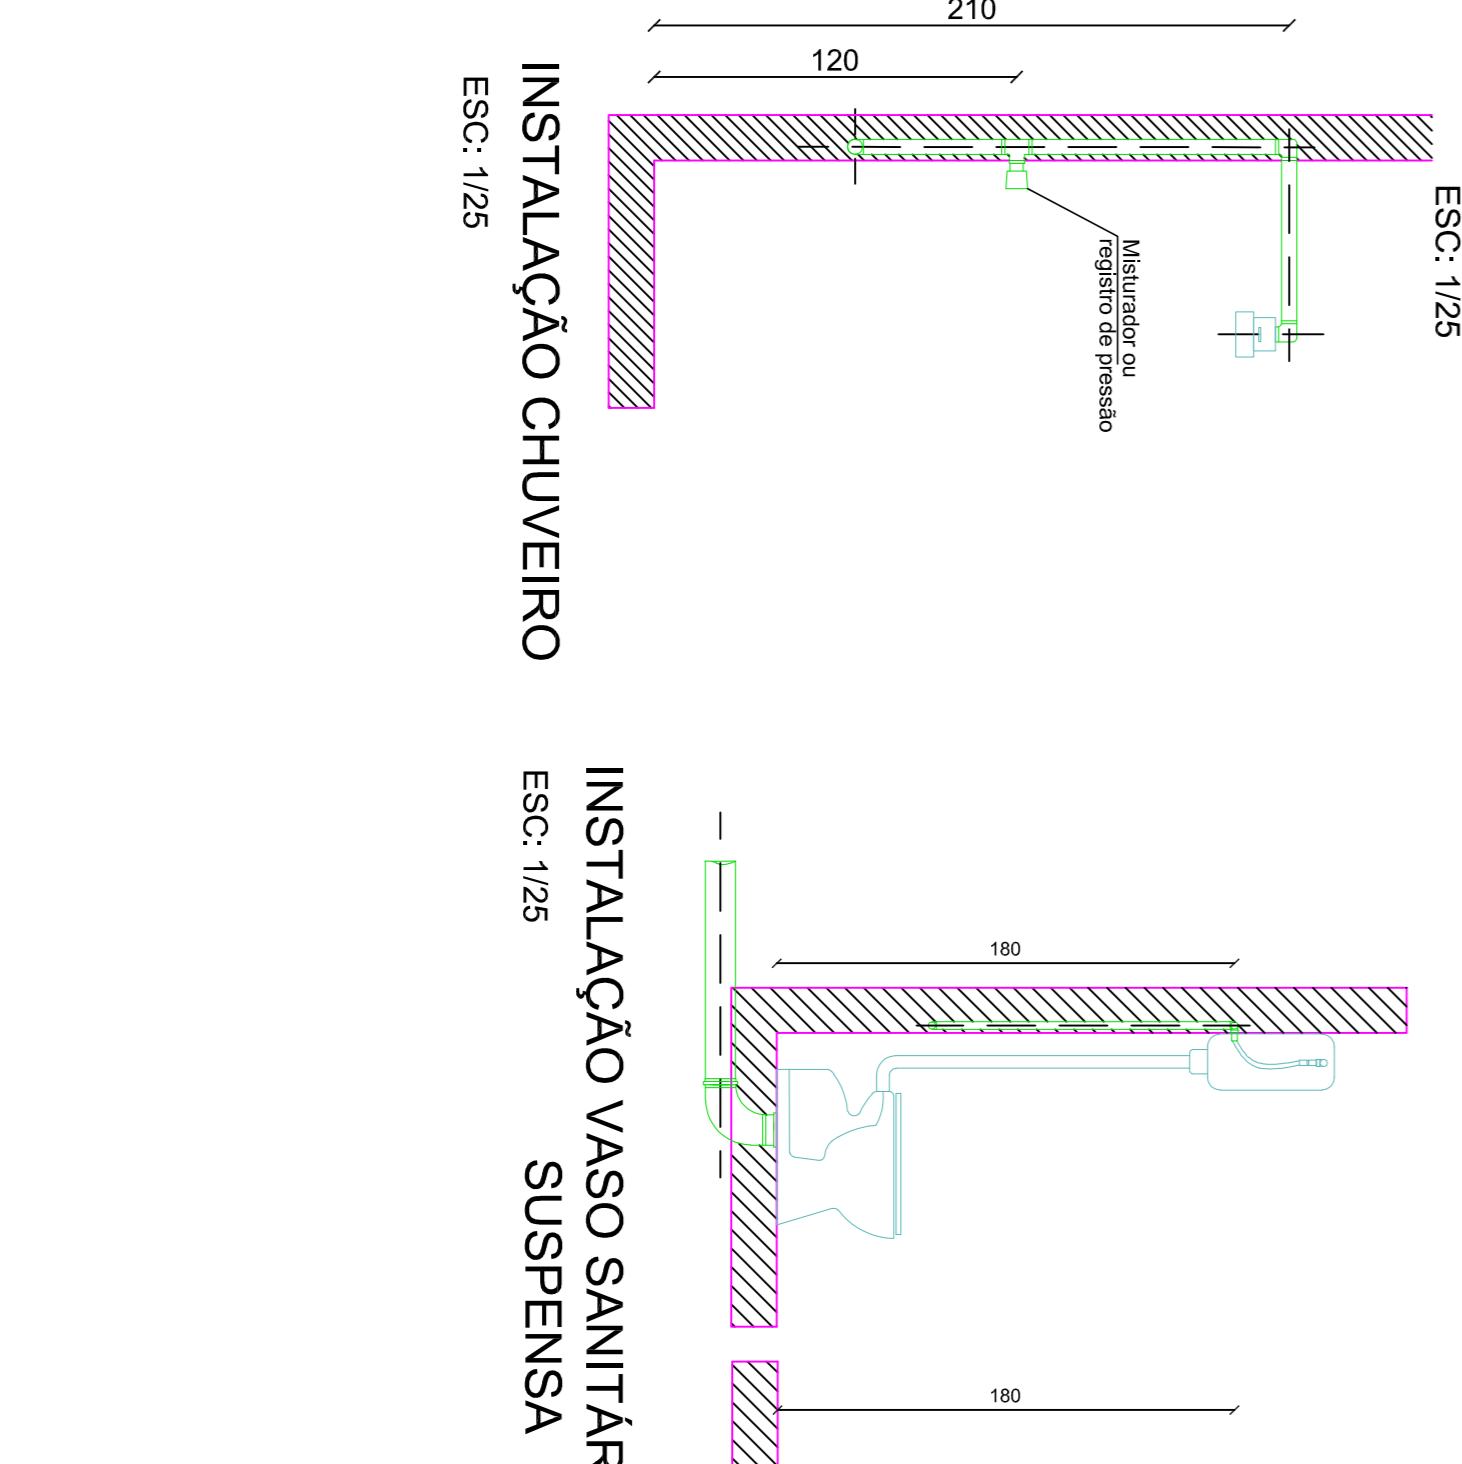 210
120
ESC: 1/25
Misturador ou
registro de pressão
INSTALAÇÃO CHUVEIRO
ESC: 1/25
180
INSTALAÇÃO VASO SANITÁR
SUSPENSA
ESC: 1/25
180